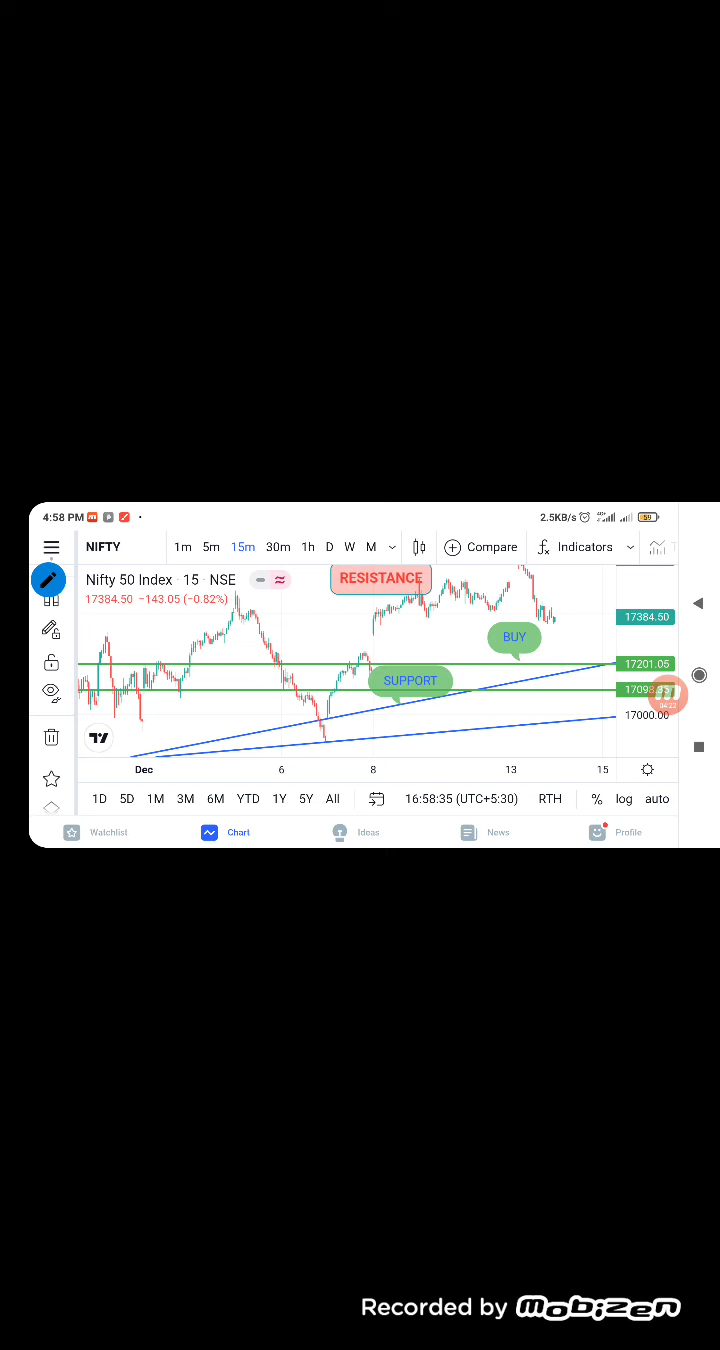 4:58 PM
2.5KB/s
59
NIFTY
1m 5m 15m 30m 1h D W M
Compare
Indicators
Nifty 50 Index · 15 · NSE
17384.50 −143.05 (−0.82%)
RESISTANCE
17384.50
BUY
17201.05
SUPPORT
04:22
17000.00
Dec 6 8 13 15
1D 5D 1M 3M 6M YTD 1Y 5Y All
16:58:35 (UTC+5:30) RTH % log auto
Watchlist Chart Ideas News Profile
Recorded by Mobizen